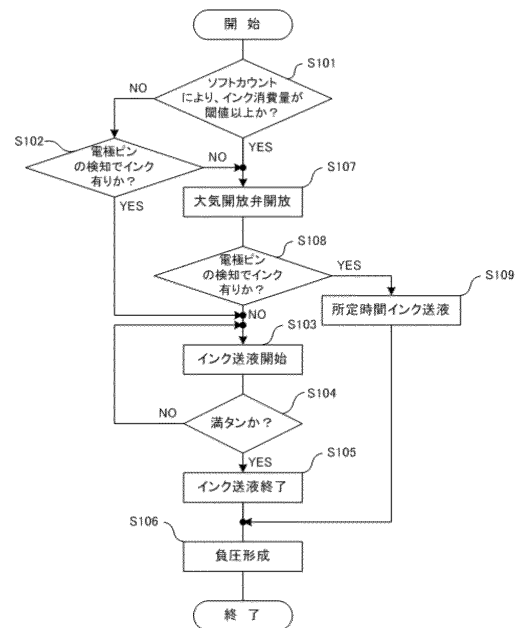 開 始
S101
ソフトカウント
により、インク消費量が
閾値以上か？
NO
YES
S102
電極ピン
の検知でインク
有りか？
NO
YES
S107
大気開放弁開放
S108
電極ピン
の検知でインク
有りか？
YES
NO
S109
所定時間インク送液
S103
インク送液開始
S104
満タンか？
NO
YES
S105
インク送液終了
S106
負圧形成
終 了